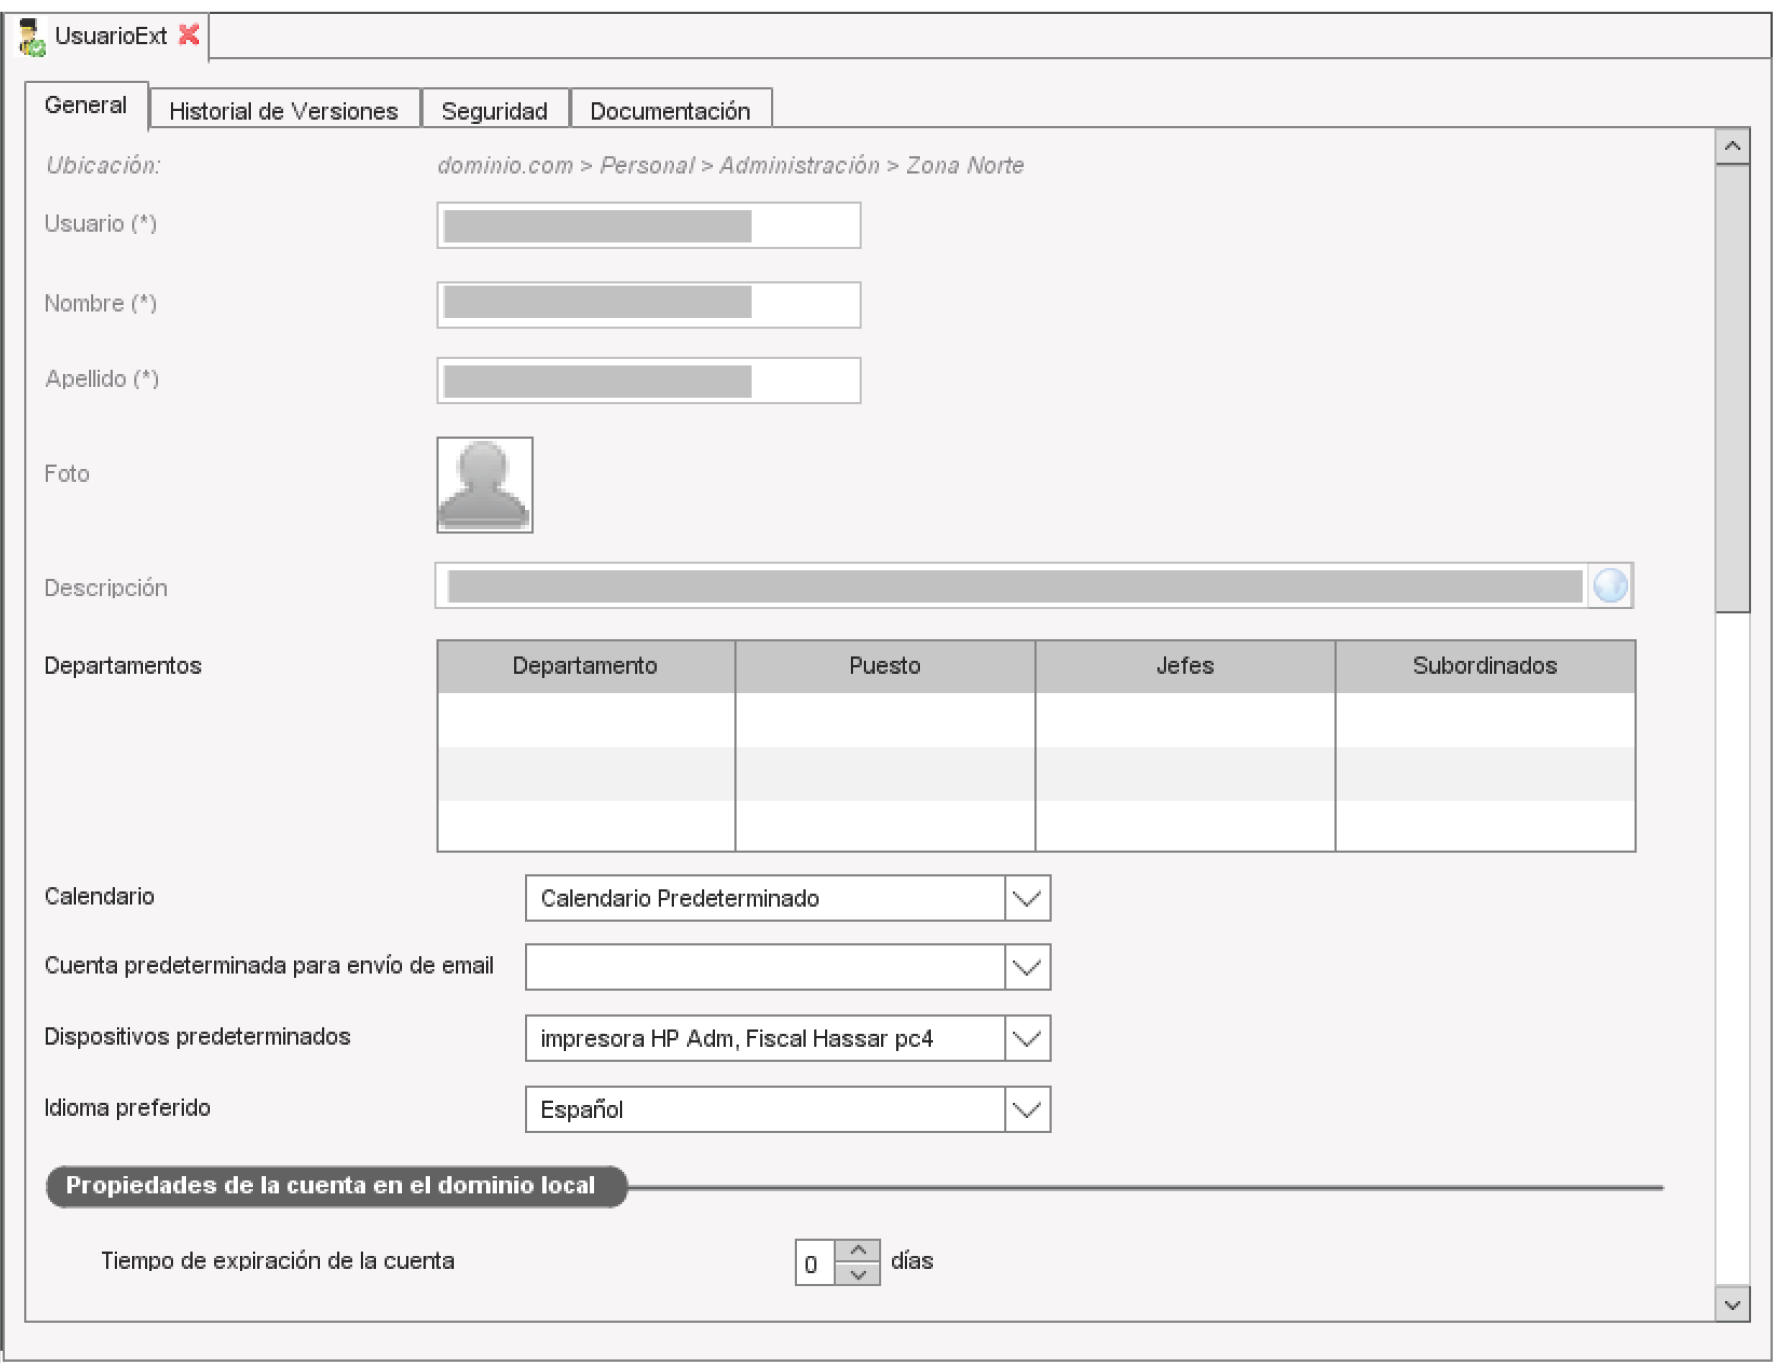 UsuarioExt
General Historial de Versiones Seguridad Documentación
Ubicación: dominio.com > Personal > Administración > Zona Norte
Usuario (*)
Nombre (*)
Apellido (*)
Foto
Descripción
Departamentos Departamento Puesto Jefes Subordinados
Calendario Calendario Predeterminado
Cuenta predeterminada para envío de email
Dispositivos predeterminados impresora HP Adm, Fiscal Hassar pc4
Idioma preferido Español
Propiedades de la cuenta en el dominio local
Tiempo de expiración de la cuenta 0 días